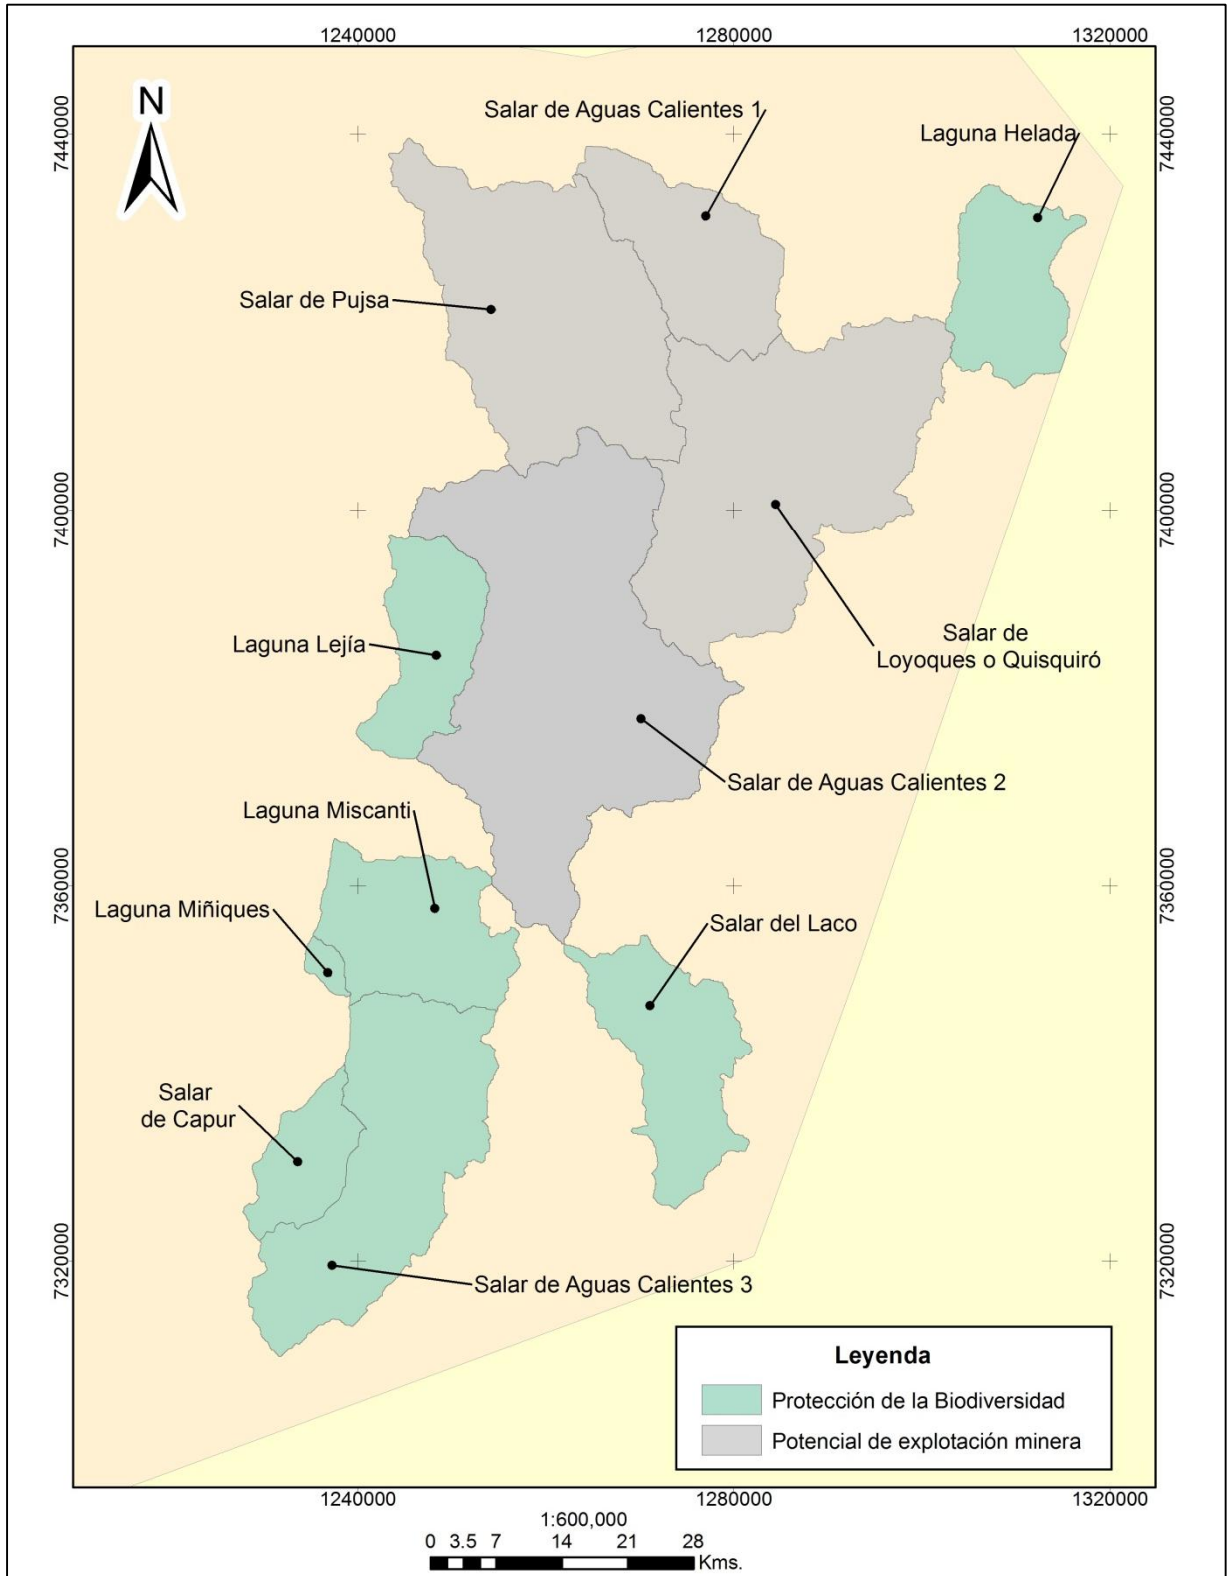 1240000
1280000
1320000
N
Salar de Aguas Calientes 1
Laguna Helada
7440000
7440000
Salar de Pujsa
7400000
7400000
Laguna Lejía
Salar de
Loyoques o Quisquiró
Salar de Aguas Calientes 2
Laguna Miscanti
7360000
7360000
Laguna Miñiques
Salar del Laco
Salar
de Capur
7320000
7320000
Salar de Aguas Calientes 3
Leyenda
Protección de la Biodiversidad
Potencial de explotación minera
1240000
1280000
1320000
1:600,000
0 3.5 7 14 21 28
Kms.